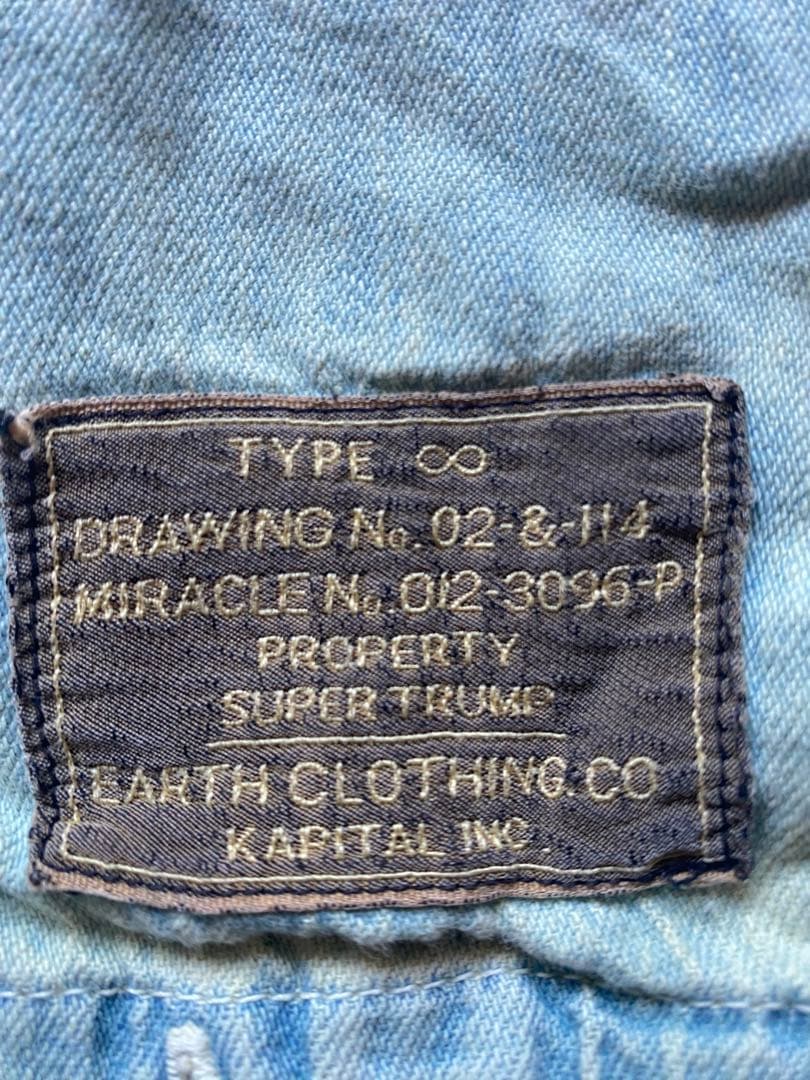 TYPE ∞
DRAWING No. 02-&-114
MIRACLE No. 012-3096-P
PROPERTY
SUPER TRUMP
EARTH CLOTHING. CO
KAPITAL INC.